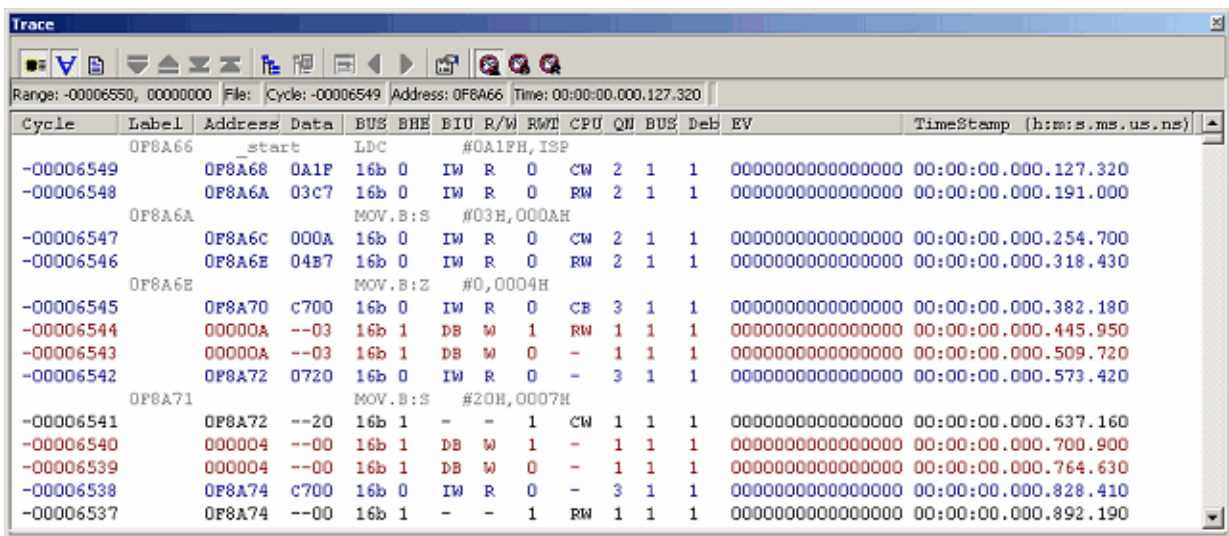 Trace
Range: -00006550, 00000000 File: Cycle: -00006549 Address: 0F8A66 Time: 00:00:00.000.127.320
Cycle Label Address Data BUS BHE BIU R/W RWT CPU QN BUS Deb EV TimeStamp (h:m:s.ms.us.ns)
0F8A66 _start LDC #0A1FH,ISP
-00006549 0F8A68 0A1F 16b 0 IW R 0 CW 2 1 1 0000000000000000 00:00:00.000.127.320
-00006548 0F8A6A 03C7 16b 0 IW R 0 RW 2 1 1 0000000000000000 00:00:00.000.191.000
0F8A6A MOV.B:S #03H,000AH
-00006547 0F8A6C 000A 16b 0 IW R 0 CW 2 1 1 0000000000000000 00:00:00.000.254.700
-00006546 0F8A6E 04B7 16b 0 IW R 0 RW 2 1 1 0000000000000000 00:00:00.000.318.430
0F8A6E MOV.B:Z #0,0004H
-00006545 0F8A70 C700 16b 0 IW R 0 CB 3 1 1 0000000000000000 00:00:00.000.382.180
-00006544 00000A --03 16b 1 DB W 1 RW 1 1 1 0000000000000000 00:00:00.000.445.950
-00006543 00000A --03 16b 1 DB W 0 - 1 1 1 0000000000000000 00:00:00.000.509.720
-00006542 0F8A72 0720 16b 0 IW R 0 - 3 1 1 0000000000000000 00:00:00.000.573.420
0F8A71 MOV.B:S #20H,0007H
-00006541 0F8A72 --20 16b 1 - - 1 CW 1 1 1 0000000000000000 00:00:00.000.637.160
-00006540 000004 --00 16b 1 DB W 1 - 1 1 1 0000000000000000 00:00:00.000.700.900
-00006539 000004 --00 16b 1 DB W 0 - 1 1 1 0000000000000000 00:00:00.000.764.630
-00006538 0F8A74 C700 16b 0 IW R 0 - 3 1 1 0000000000000000 00:00:00.000.828.410
-00006537 0F8A74 --00 16b 1 - - 1 RW 1 1 1 0000000000000000 00:00:00.000.892.190